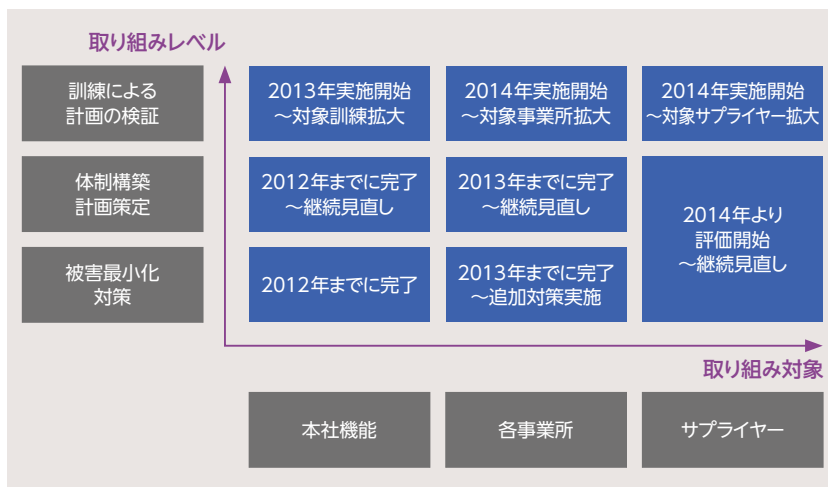 取り組みレベル
訓練による
計画の検証
2013年実施開始
～対象訓練拡大
2014年実施開始
～対象事業所拡大
2014年実施開始
～対象サプライヤー拡大
体制構築
計画策定
2012年までに完了
～継続見直し
2013年までに完了
～継続見直し
2014年より
評価開始
～継続見直し
被害最小化
対策
2012年までに完了
2013年までに完了
～追加対策実施
取り組み対象
本社機能
各事業所
サプライヤー